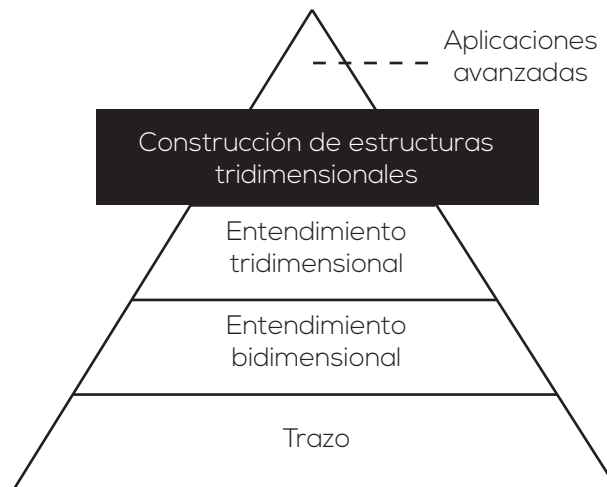 Aplicaciones
avanzadas
Construcción de estructuras
tridimensionales
Entendimiento
tridimensional
Entendimiento
bidimensional
Trazo